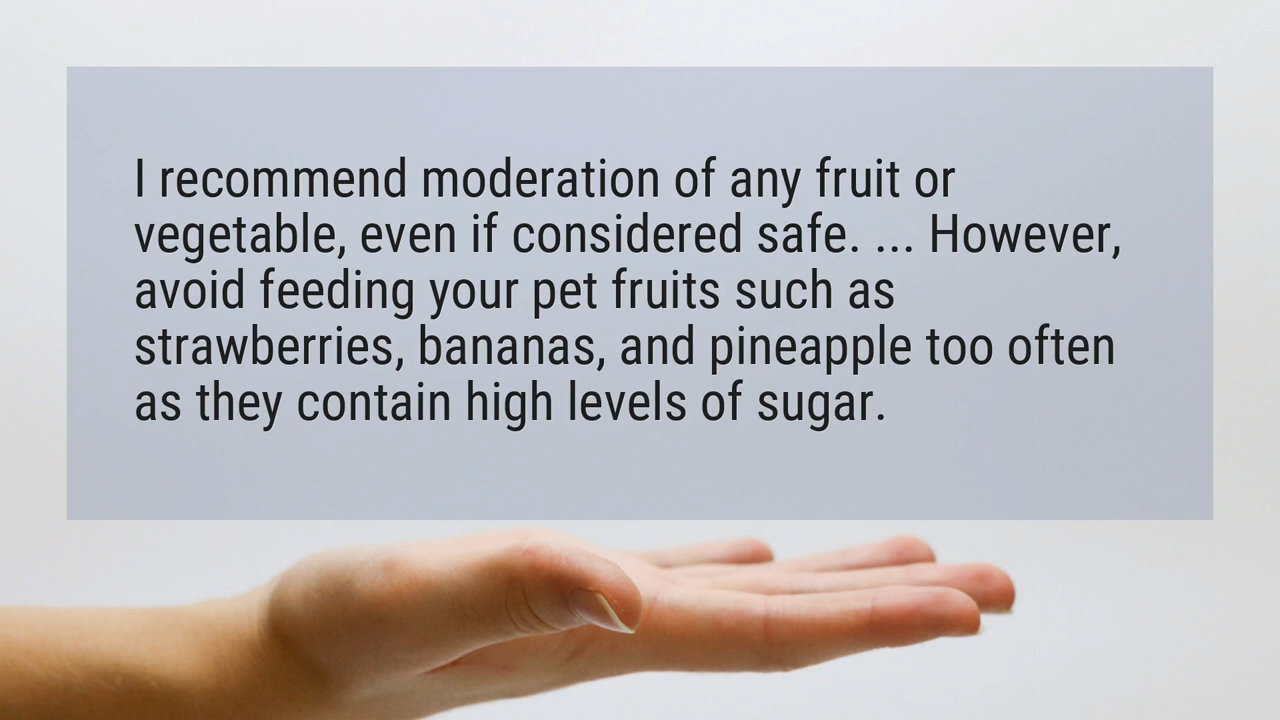 I recommend moderation of any fruit or
vegetable, even if considered safe. ... However,
avoid feeding your pet fruits such as
strawberries, bananas, and pineapple too often
as they contain high levels of sugar.